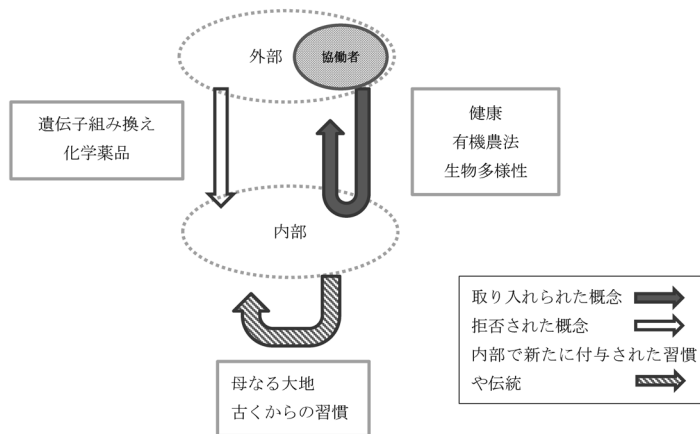 外部
協働者
遺伝子組み換え
化学薬品
健康
有機農法
生物多様性
内部
母なる大地
古くからの習慣
取り入れられた概念
拒否された概念
内部で新たに付与された習慣
や伝統